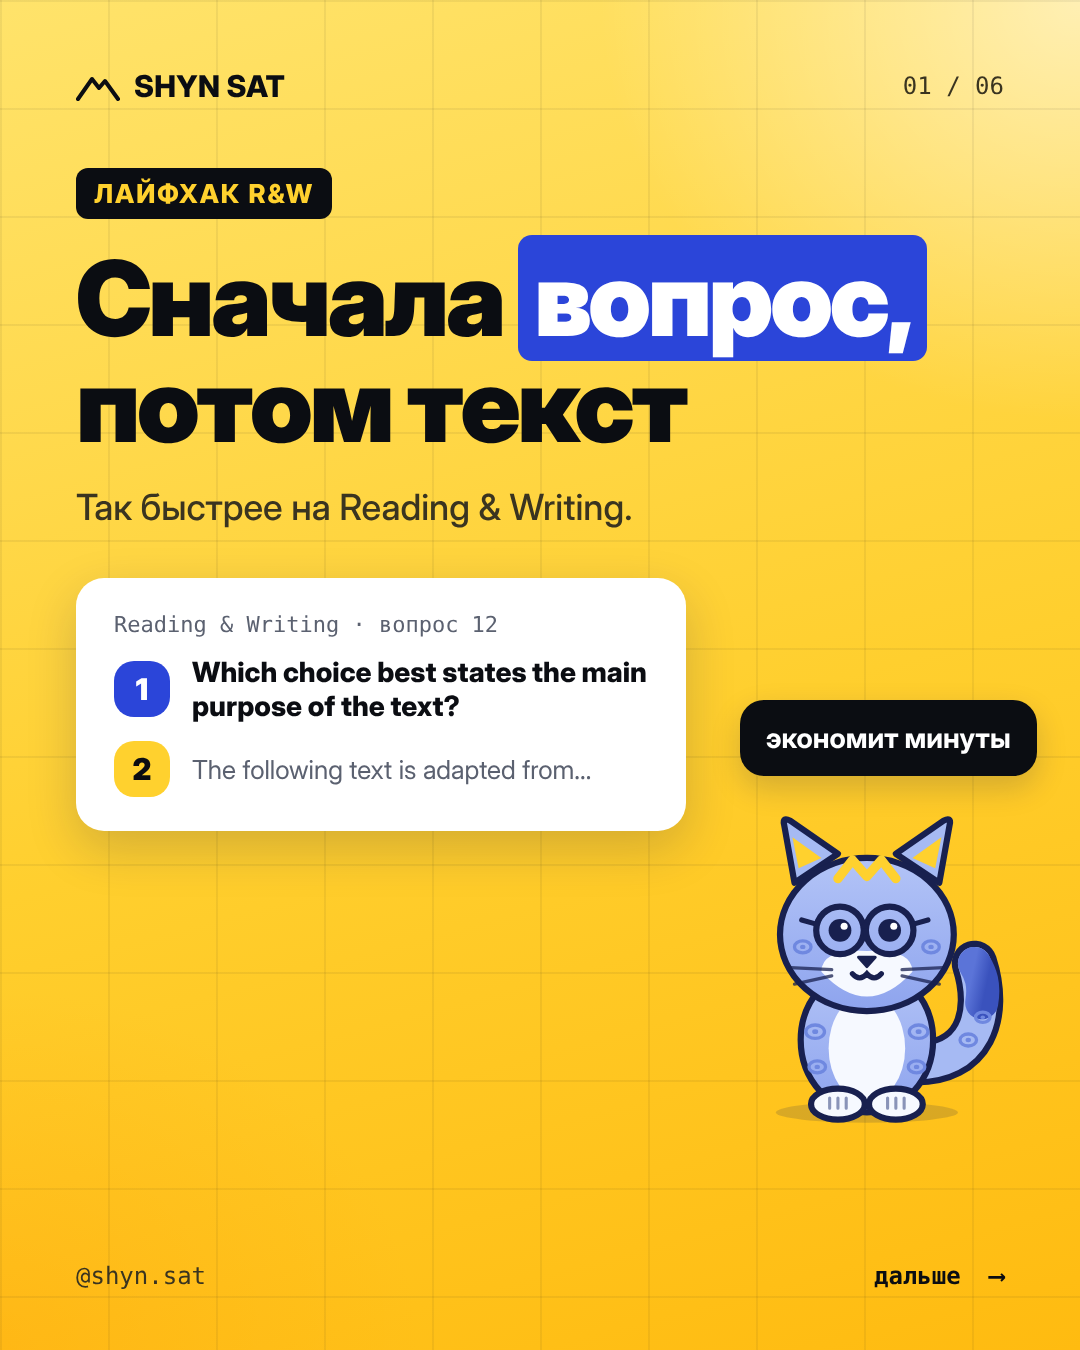 SHYN SAT
01 / 06
ЛАЙФХАК R&W
Сначала вопрос,
потом текст
Так быстрее на Reading & Writing.
Reading & Writing · вопрос 12
1
Which choice best states the main
purpose of the text?
2
The following text is adapted from...
экономит минуты
@shyn.sat
дальше →